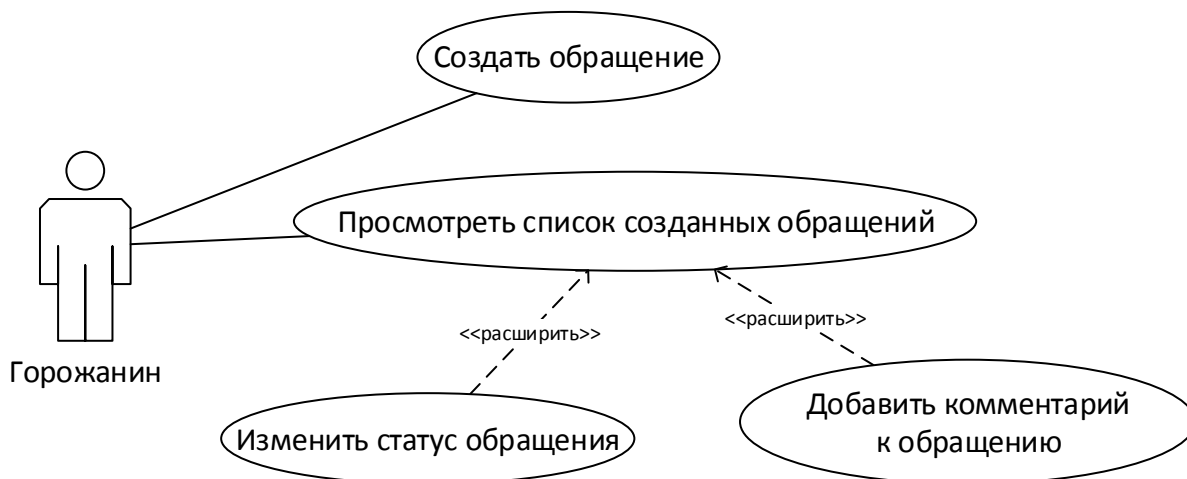 Создать обращение
Просмотреть список созданных обращений
<<расширить>>
<<расширить>>
Горожанин
Изменить статус обращения
Добавить комментарий
к обращению